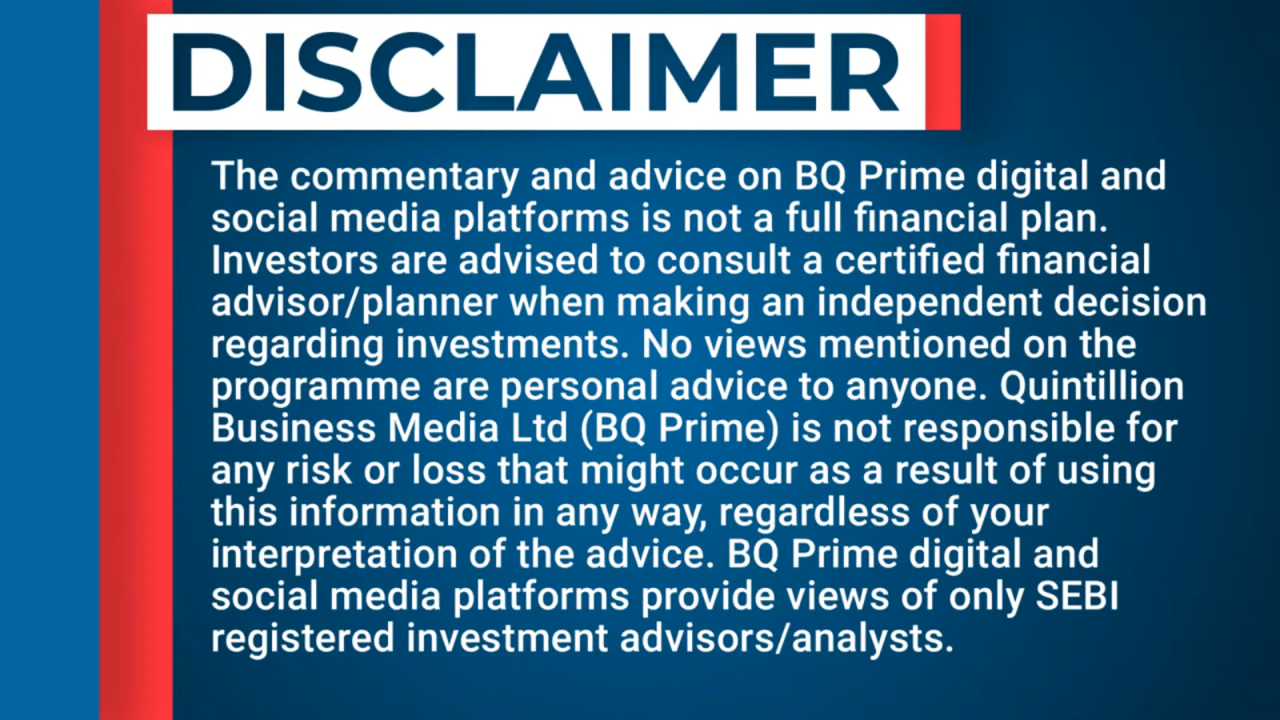 DISCLAIMER
The commentary and advice on BQ Prime digital and
social media platforms is not a full financial plan.
Investors are advised to consult a certified financial
advisor/planner when making an independent decision
regarding investments. No views mentioned on the
programme are personal advice to anyone. Quintillion
Business Media Ltd (BQ Prime) is not responsible for
any risk or loss that might occur as a result of using
this information in any way, regardless of your
interpretation of the advice. BQ Prime digital and
social media platforms provide views of only SEBI
registered investment advisors/analysts.